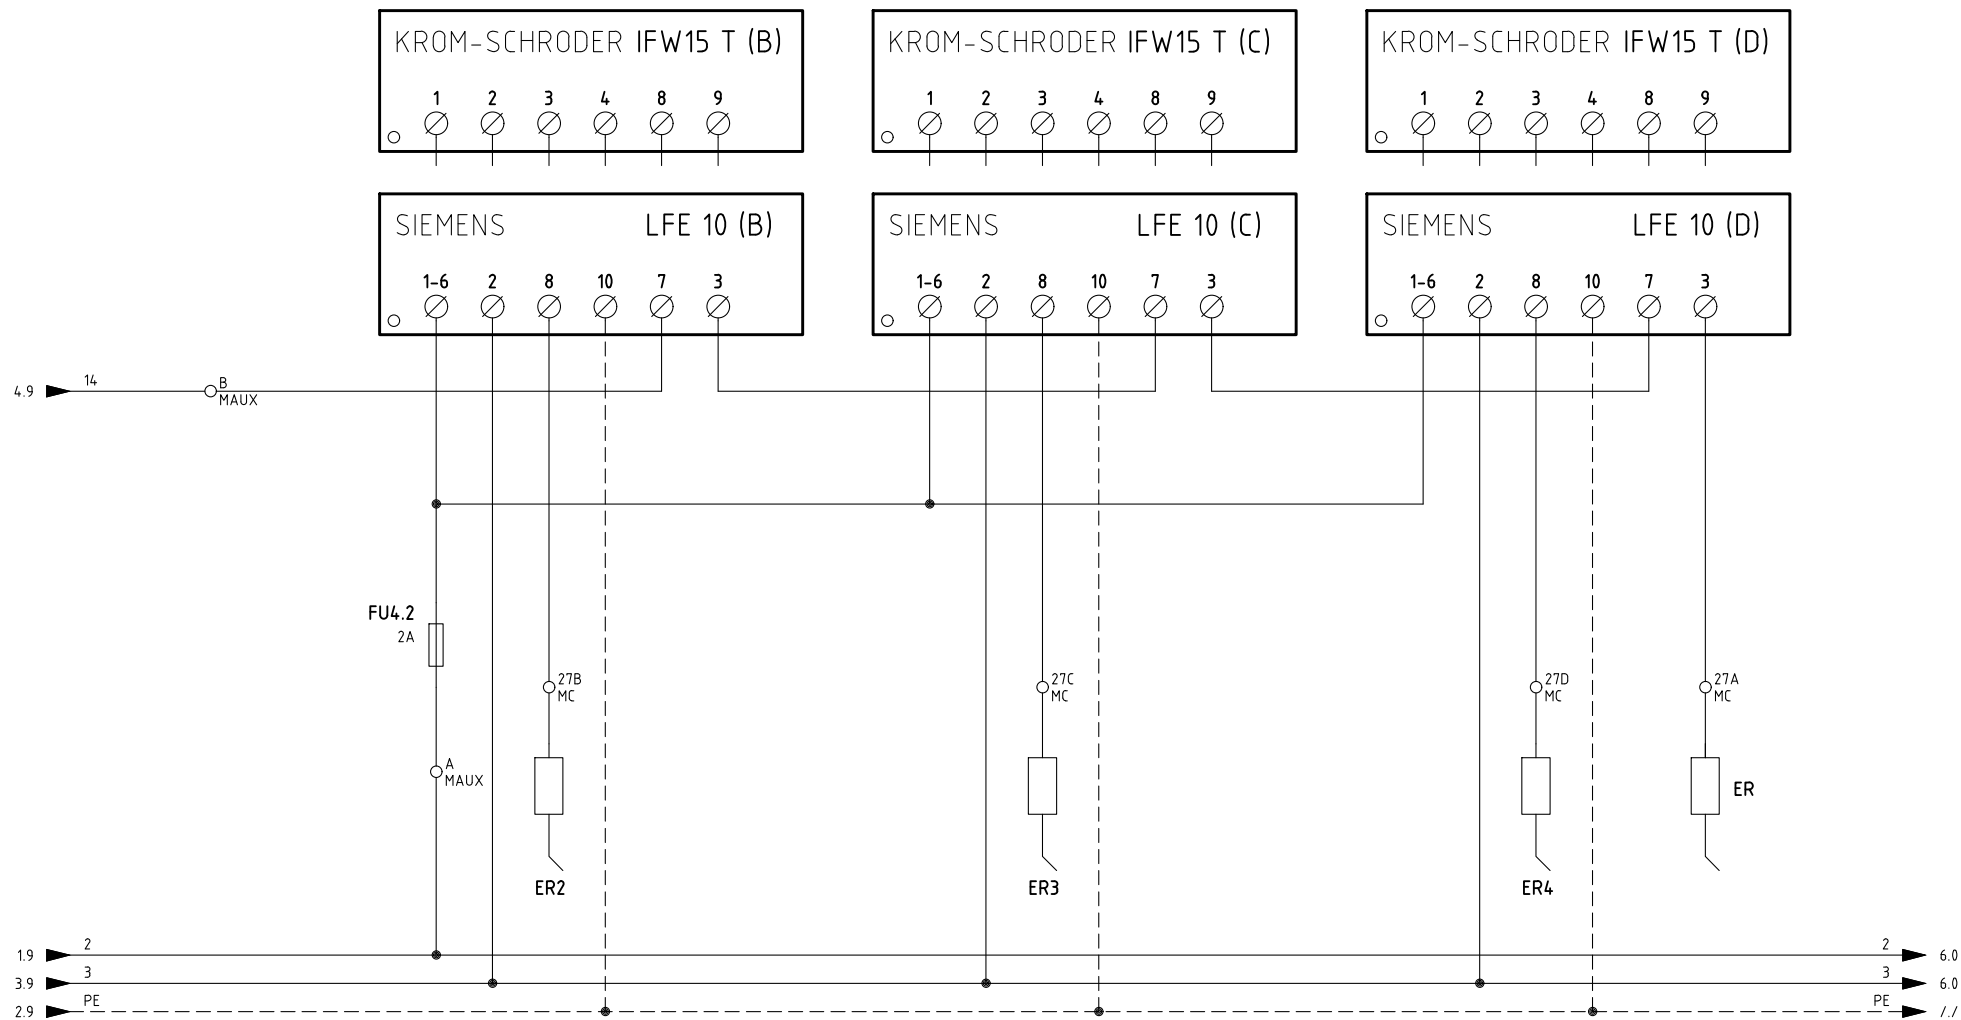 KROM-SCHRODER IFW15 T (B)
1 2 3 4 8 9
KROM-SCHRODER IFW15 T (C)
1 2 3 4 8 9
KROM-SCHRODER IFW15 T (D)
1 2 3 4 8 9
SIEMENS LFE 10 (B)
1-6 2 8 10 7 3
SIEMENS LFE 10 (C)
1-6 2 8 10 7 3
SIEMENS LFE 10 (D)
1-6 2 8 10 7 3
4.9 14
B
MAUX
FU4.2
2A
27B
MC
27C
MC
27D
MC
27A
MC
A
MAUX
ER
ER2
ER3
ER4
1.9 2 2 6.0
3.9 3 3 6.0
2.9 PE PE /./